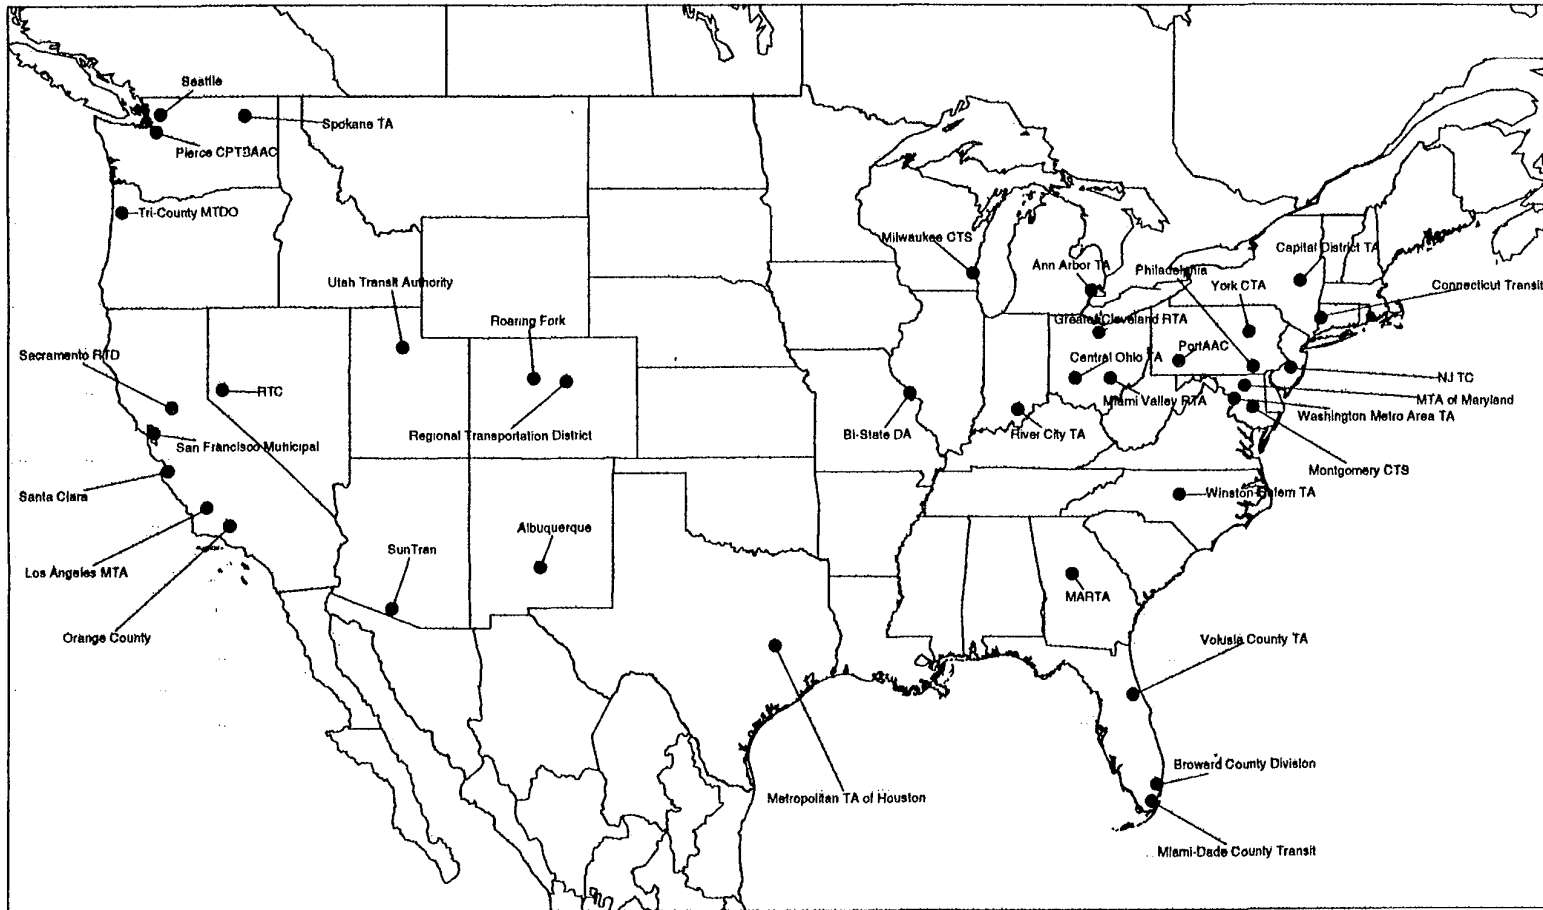 Seattle
Spokane TA
Pierce CPTBAAC
Tri-County MTDO
Milwaukee CTS
Capital District TA
Ann Arbor TA
Philadelphia
Utah Transit Authority
York CTA
Connecticut Transit
Roaring Fork
Greater Cleveland RTA
Sacramento RTD
PortAAC
Central Ohio TA
NJ TC
RTC
Miami Valley RTA
MTA of Maryland
Washington Metro Area TA
Regional Transportation District
Bi-State DA
River City TA
San Francisco Municipal
Montgomery CTS
Santa Clara
Winston Salem TA
Albuquerque
SunTran
Los Angeles MTA
MARTA
Orange County
Volusia County TA
Broward County Division
Metropolitan TA of Houston
Miami-Dade County Transit